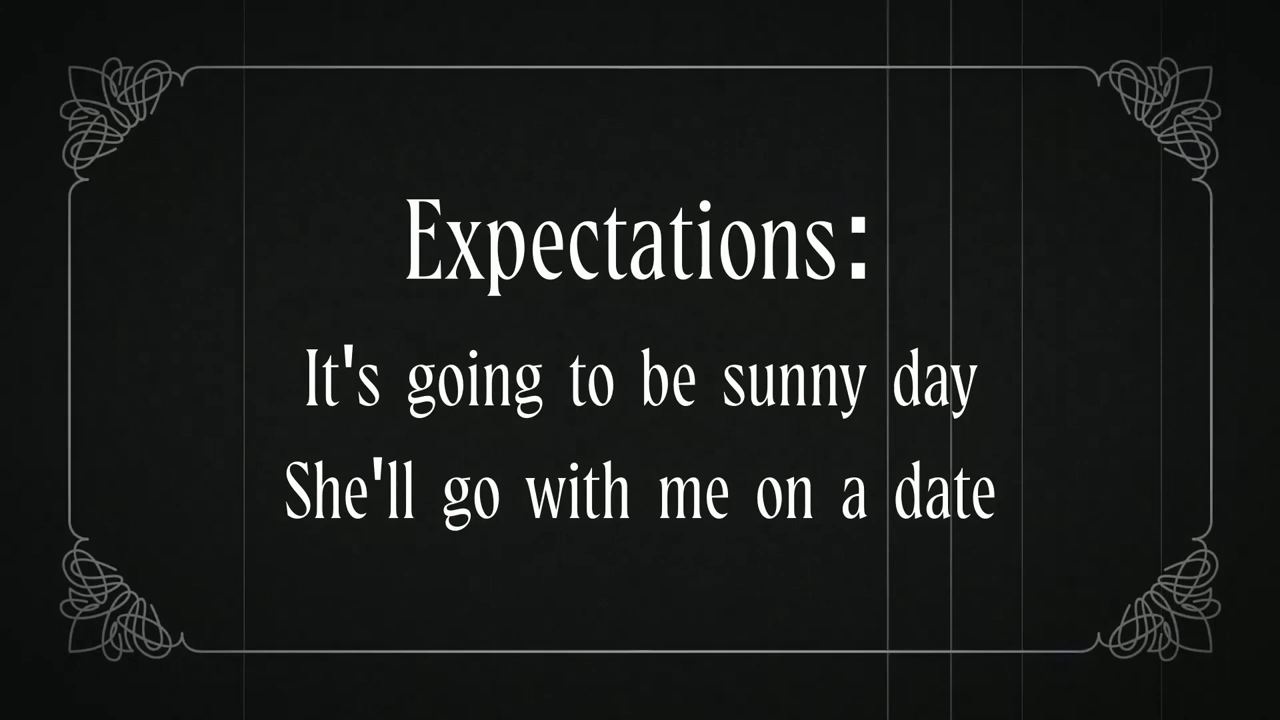 Expectations:
It's going to be sunny day
She'll go with me on a date